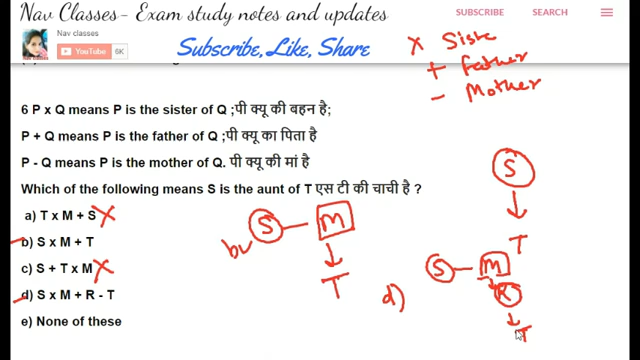 Nav Classes- Exam study notes and updates
SUBSCRIBE
SEARCH
Nav classes
YouTube 6K
Subscribe, Like, Share
x Siste
+ Father
- Mother
6 P x Q means P is the sister of Q ;पी क्यू की वहन है;
P + Q means P is the father of Q ;पी क्यू का पिता है
P - Q means P is the mother of Q. पी क्यू की मां है
Which of the following means S is the aunt of T एस टी की चाची है ?
a) T x M + S
b) S x M + T
c) S + T x M
d) S x M + R - T
e) None of these
S
T
b) S — M
T
d) S — M
R
T